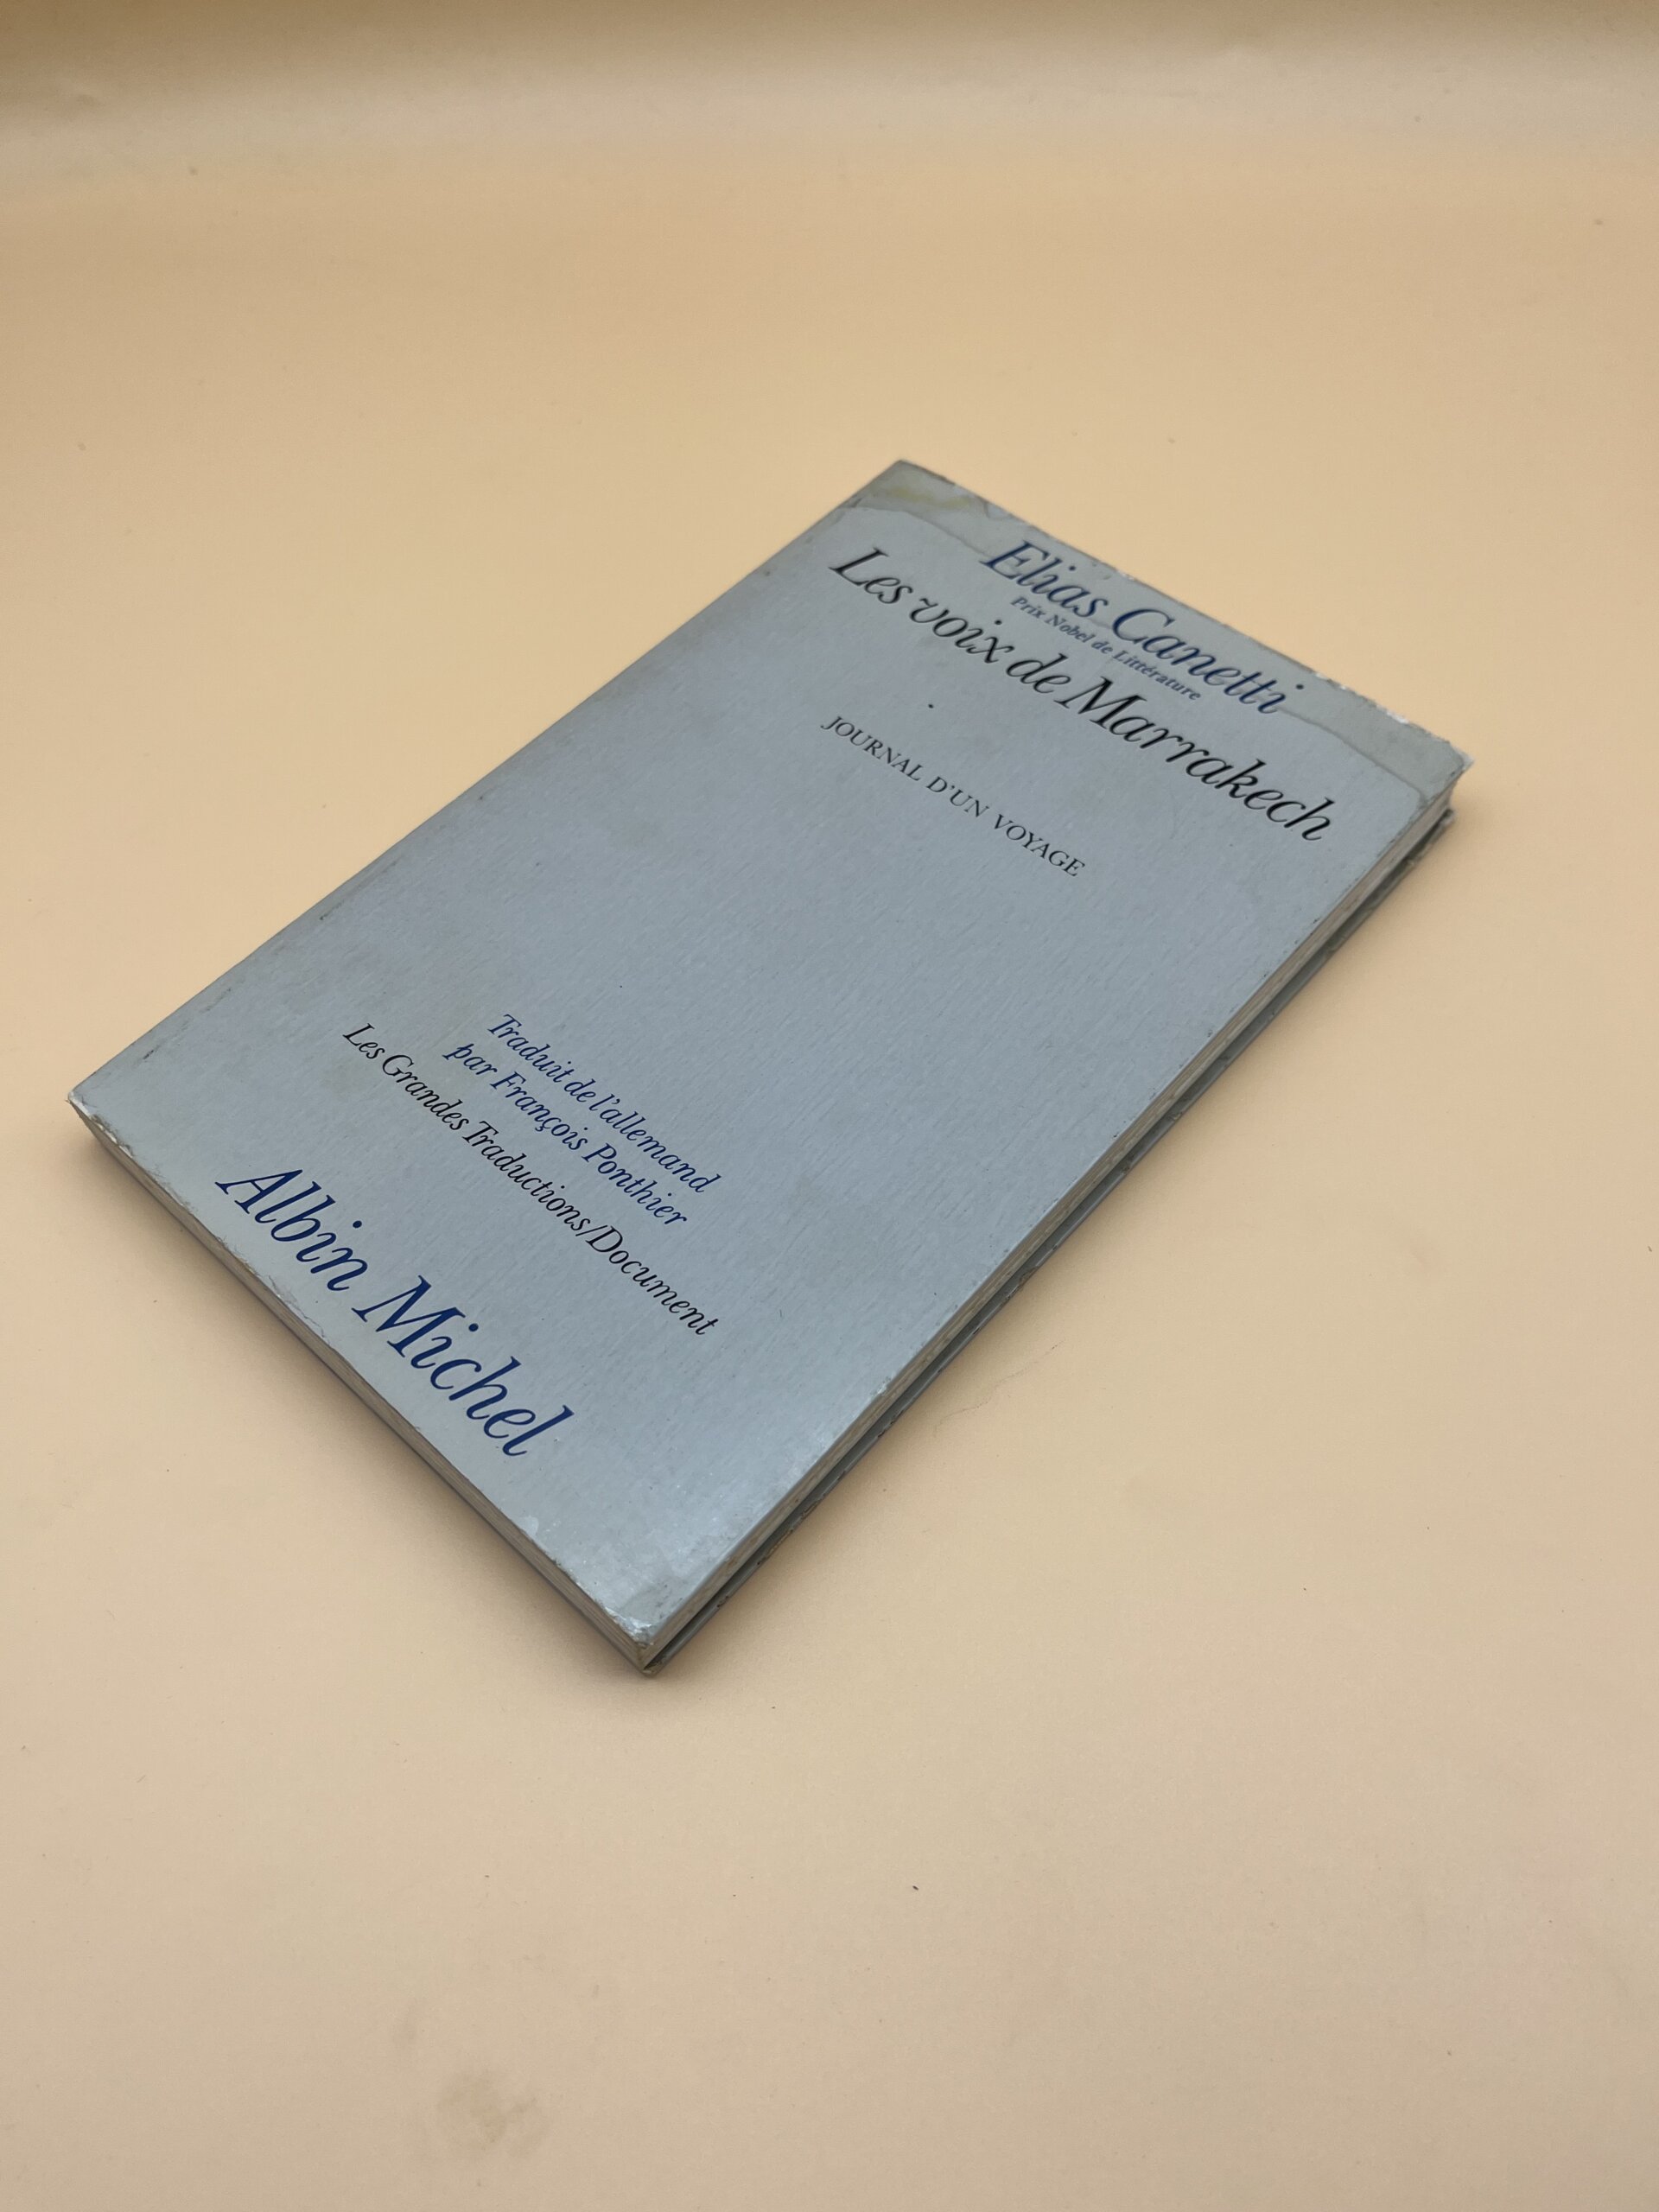 Elias Canetti
Prix Nobel de Littérature
Les voix de Marrakech
JOURNAL D'UN VOYAGE
Traduit de l'allemand
par François Ponthier
Les Grandes Traductions/Document
Albin Michel